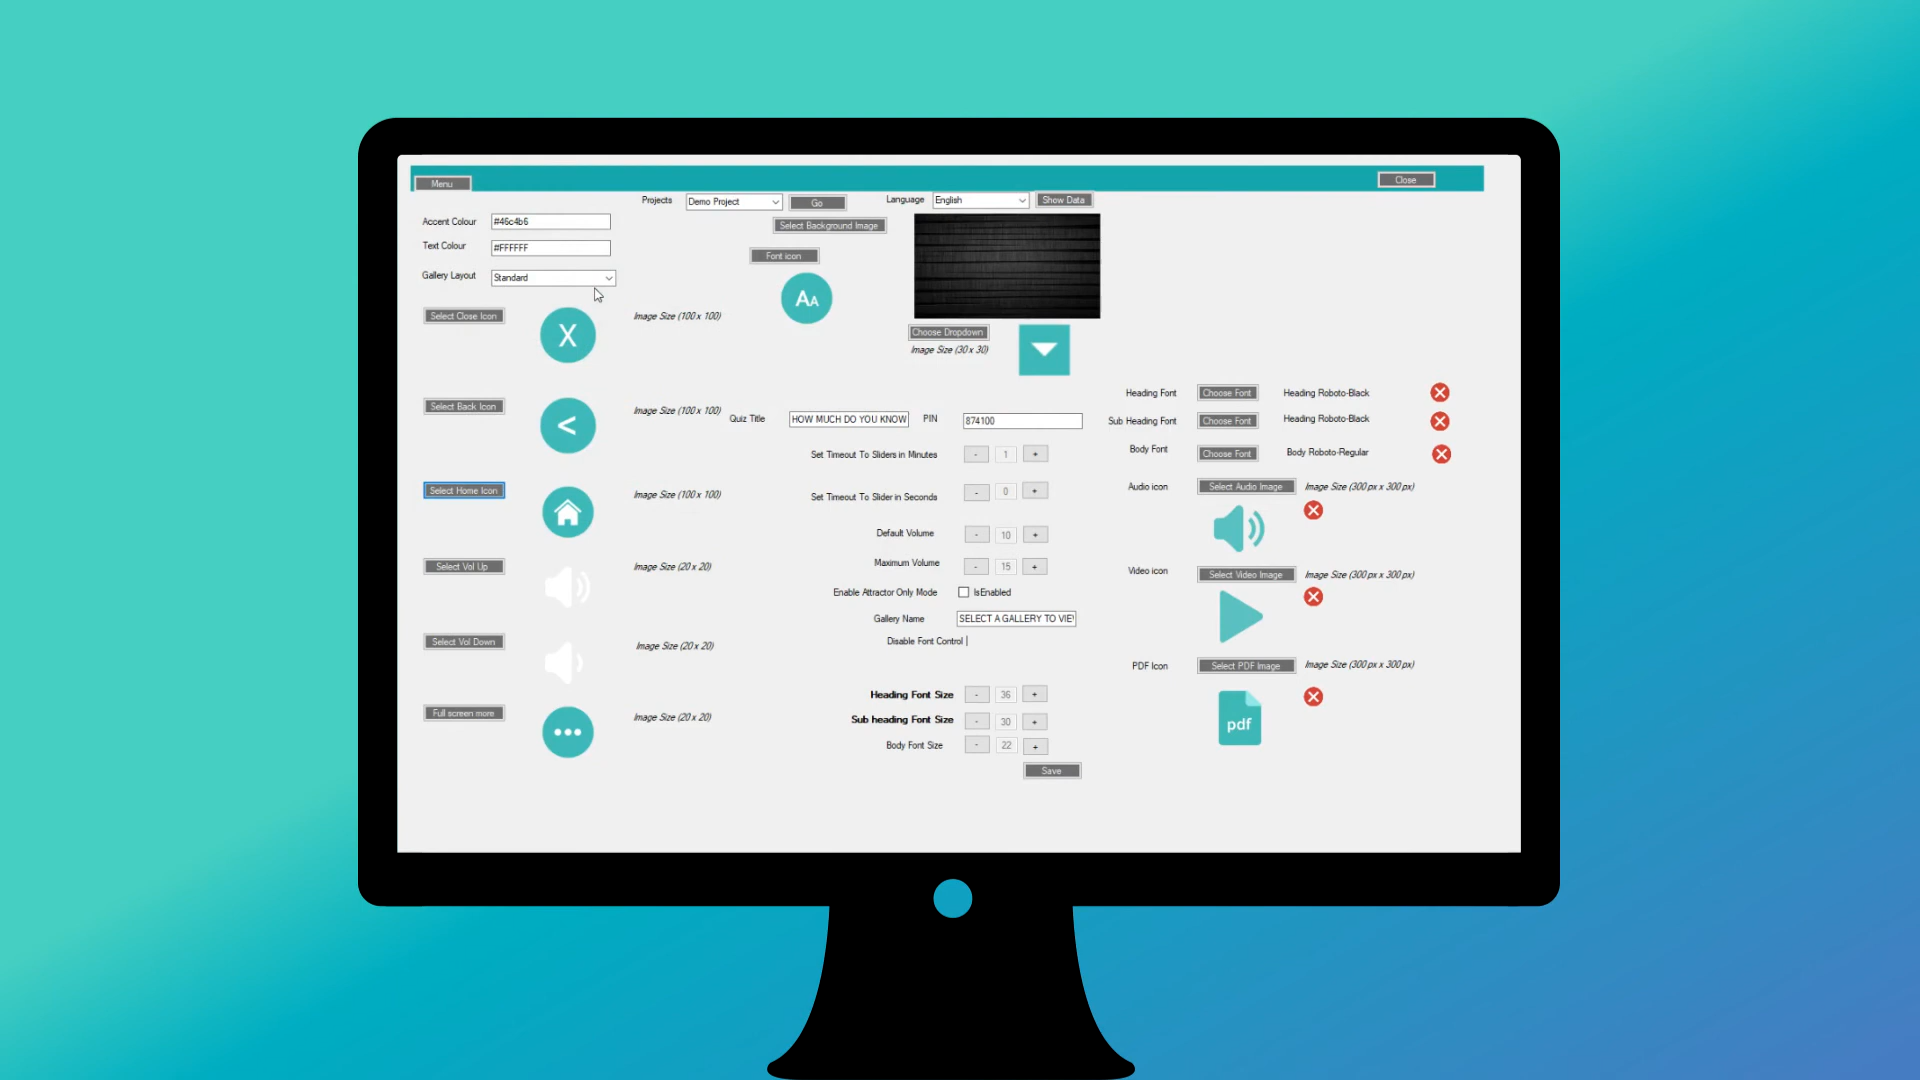 Menu
Close
Projects
Demo Project
Go
Language
English
Show Data
Accent Colour
#46c4b6
Select Background Image
Text Colour
#FFFFFF
Font icon
Gallery Layout
Standard
Select Close Icon
X
Image Size (100 x 100)
AA
Choose Dropdown
Image Size (30 x 30)
Select Back Icon
<
Image Size (100 x 100)
Quiz Title
HOW MUCH DO YOU KNOW
PIN
874100
Heading Font
Choose Font
Heading Roboto-Black
Sub Heading Font
Choose Font
Heading Roboto-Black
Body Font
Choose Font
Body Roboto-Regular
Set Timeout To Sliders in Minutes
- 1 +
Select Home Icon
Image Size (100 x 100)
Set Timeout To Slider in Seconds
- 0 +
Audio icon
Select Audio Image
Image Size (300 px x 300 px)
Default Volume
- 10 +
Select Vol Up
Image Size (20 x 20)
Maximum Volume
- 15 +
Video icon
Select Video Image
Image Size (300 px x 300 px)
Enable Attractor Only Mode
IsEnabled
Gallery Name
SELECT A GALLERY TO VIEW
Select Vol Down
Image Size (20 x 20)
Disable Font Control
PDF Icon
Select PDF Image
Image Size (300 px x 300 px)
pdf
Full screen more
Image Size (20 x 20)
Heading Font Size
- 36 +
Sub heading Font Size
- 30 +
Body Font Size
- 22 +
Save